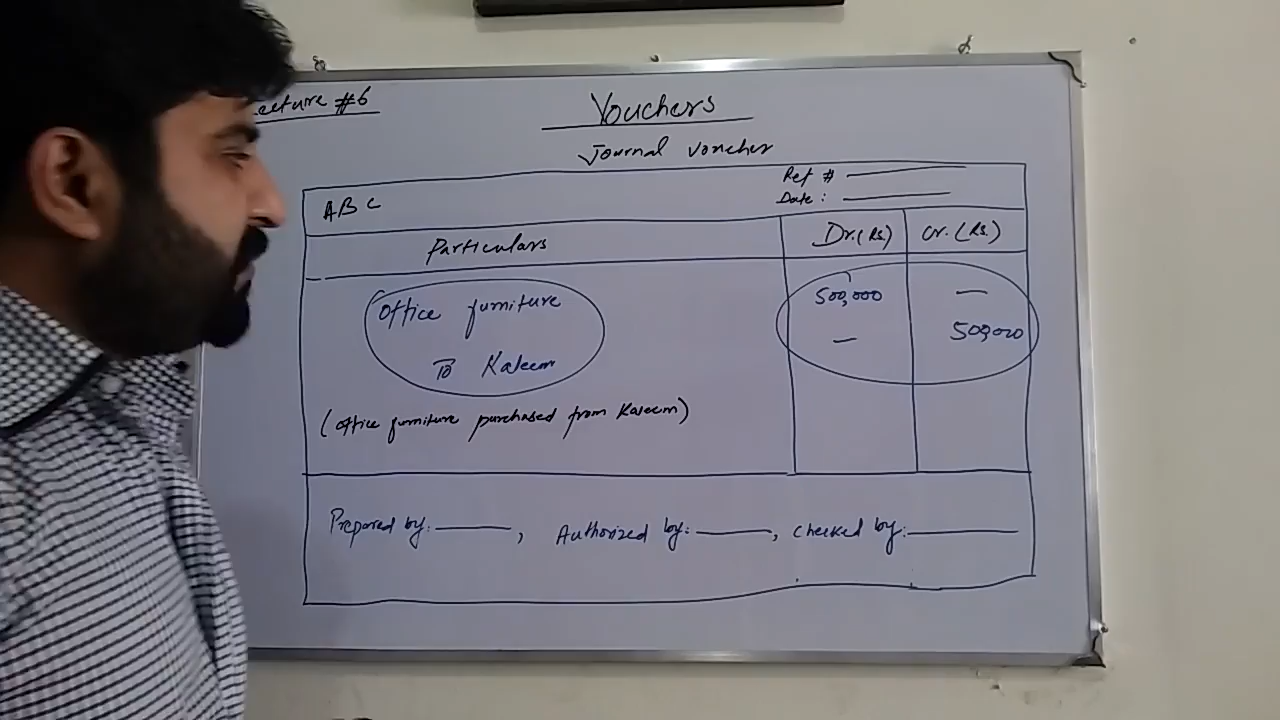 Lecture #6
Vouchers
Journal Voucher
Ref #
Date:
ABC
Particulars Dr.(Rs) Cr.(Rs.)
Office furniture 500,000 —
To Kaleem — 500,000
(Office furniture purchased from Kaleem)
Prepared by: , Authorized by: , Checked by: